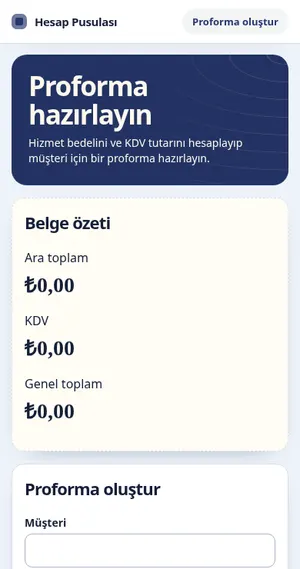 Hesap Pusulası
Proforma oluştur
Proforma
hazırlayın
Hizmet bedelini ve KDV tutarını hesaplayıp
müşteri için bir proforma hazırlayın.
Belge özeti
Ara toplam
₺0,00
KDV
₺0,00
Genel toplam
₺0,00
Proforma oluştur
Müşteri